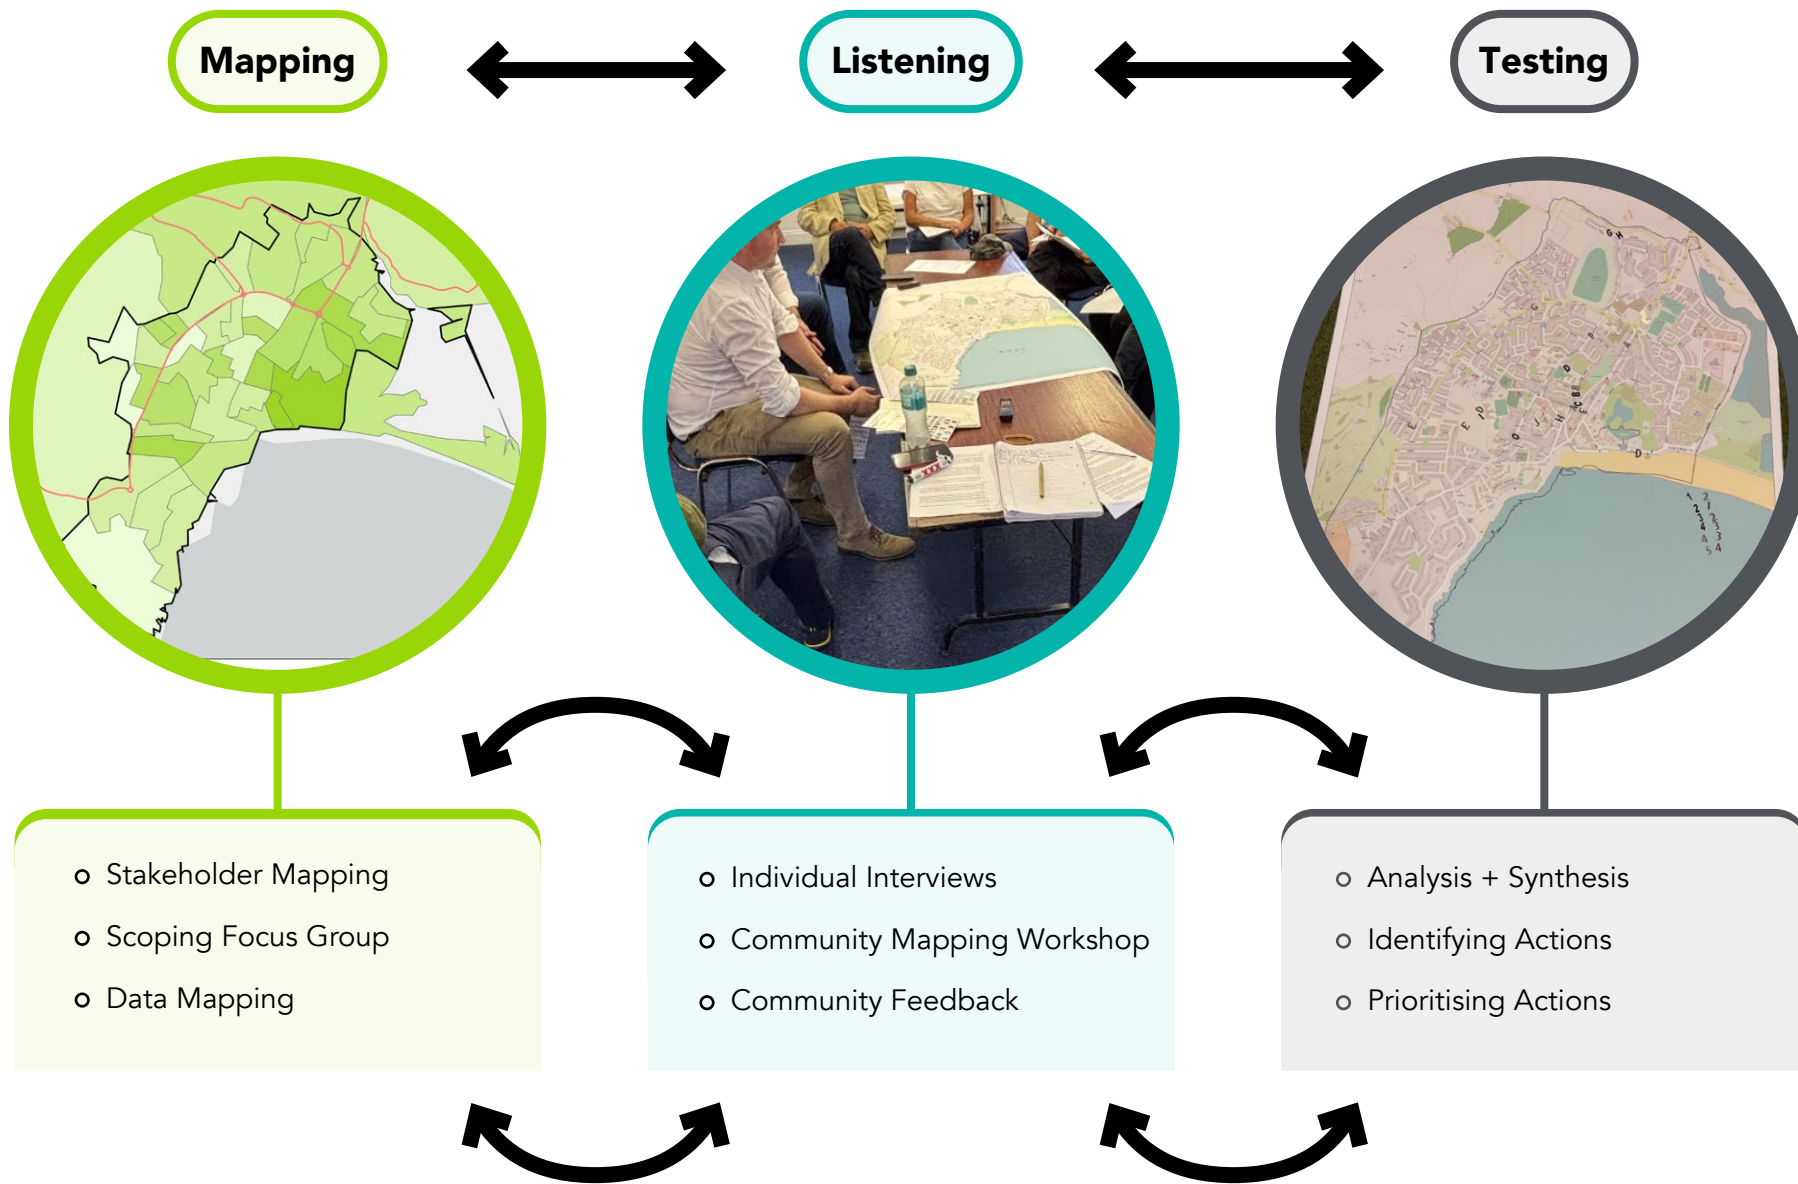 Mapping
Listening
Testing
Stakeholder Mapping
Scoping Focus Group
Data Mapping
Individual Interviews
Community Mapping Workshop
Community Feedback
Analysis + Synthesis
Identifying Actions
Prioritising Actions